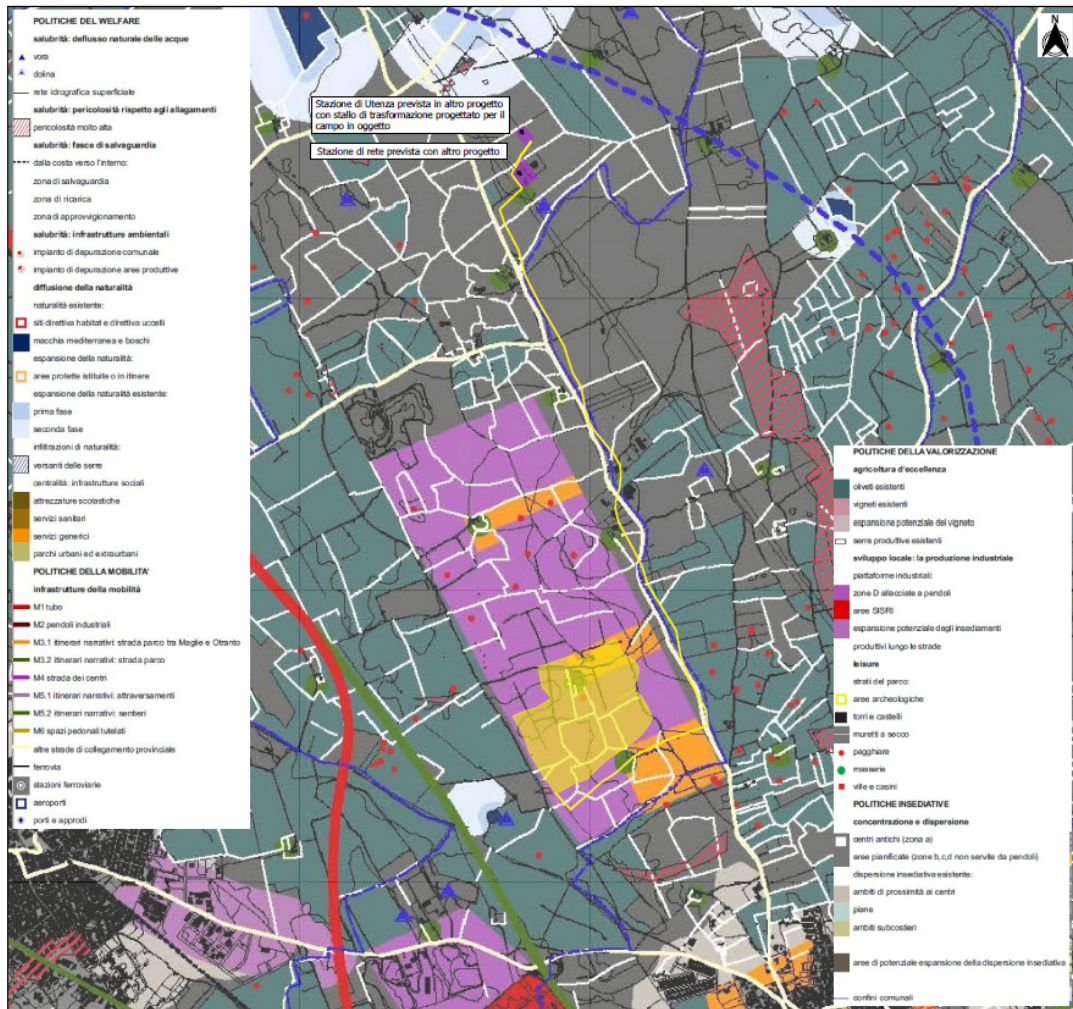 POLITICHE DEL WELFARE
salubrità: deflusso naturale delle acque
vora
dolina
rete idrografica superficiale
salubrità: pericolosità rispetto agli allagamenti
pericolosità molto alta
salubrità: fasce di salvaguardia
dalla costa verso l'interno:
zona di salvaguardia
zona di ricarica
zona di approvvigionamento
salubrità: infrastrutture ambientali
impianto di depurazione comunale
impianto di depurazione aree produttive
diffusione della naturalità
naturalità esistente:
siti direttiva habitat e direttiva uccelli
macchia mediterranea e boschi
espansione della naturalità:
aree protette istituite o in itinere
espansione della naturalità esistente:
prima fase
seconda fase
infiltrazioni di naturalità:
versanti delle serre
centralità: infrastrutture sociali
attrezzature scolastiche
servizi sanitari
servizi generici
parchi urbani ed extraurbani
POLITICHE DELLA MOBILITA'
infrastrutture della mobilità
M1 tubo
M2 pendoli industriali
M3.1 itinerari narrativi: strada parco tra Maglie e Otranto
M3.2 itinerari narrativi: strada parco
M4 strada dei centri
M5.1 itinerari narrativi: attraversamenti
M5.2 itinerari narrativi: sentieri
M6 spazi pedonali tutelati
altre strade di collegamento provinciale
ferrovia
stazioni ferroviarie
aeroporti
porti e approdi
Stazione di Utenza prevista in altro progetto
con stallo di trasformazione progettato per il
campo in oggetto
Stazione di rete prevista con altro progetto
POLITICHE DELLA VALORIZZAZIONE
agricoltura d'eccellenza
oliveti esistenti
vigneti esistenti
espansione potenziale del vigneto
serre produttive esistenti
sviluppo locale: la produzione industriale
piattaforme industriali:
zone D allacciate a pendoli
aree SISRI
espansione potenziale degli insediamenti
produttivi lungo le strade
leisure
strati del parco:
aree archeologiche
torri e castelli
muretti a secco
pagghiare
masserie
ville e casini
POLITICHE INSEDIATIVE
concentrazione e dispersione
centri antichi (zona a)
aree pianificate (zone b,c,d non servite da pendoli)
dispersione insediativa esistente:
ambiti di prossimità ai centri
piane
ambiti subcostieri
aree di potenziale espansione della dispersione insediativa
confini comunali